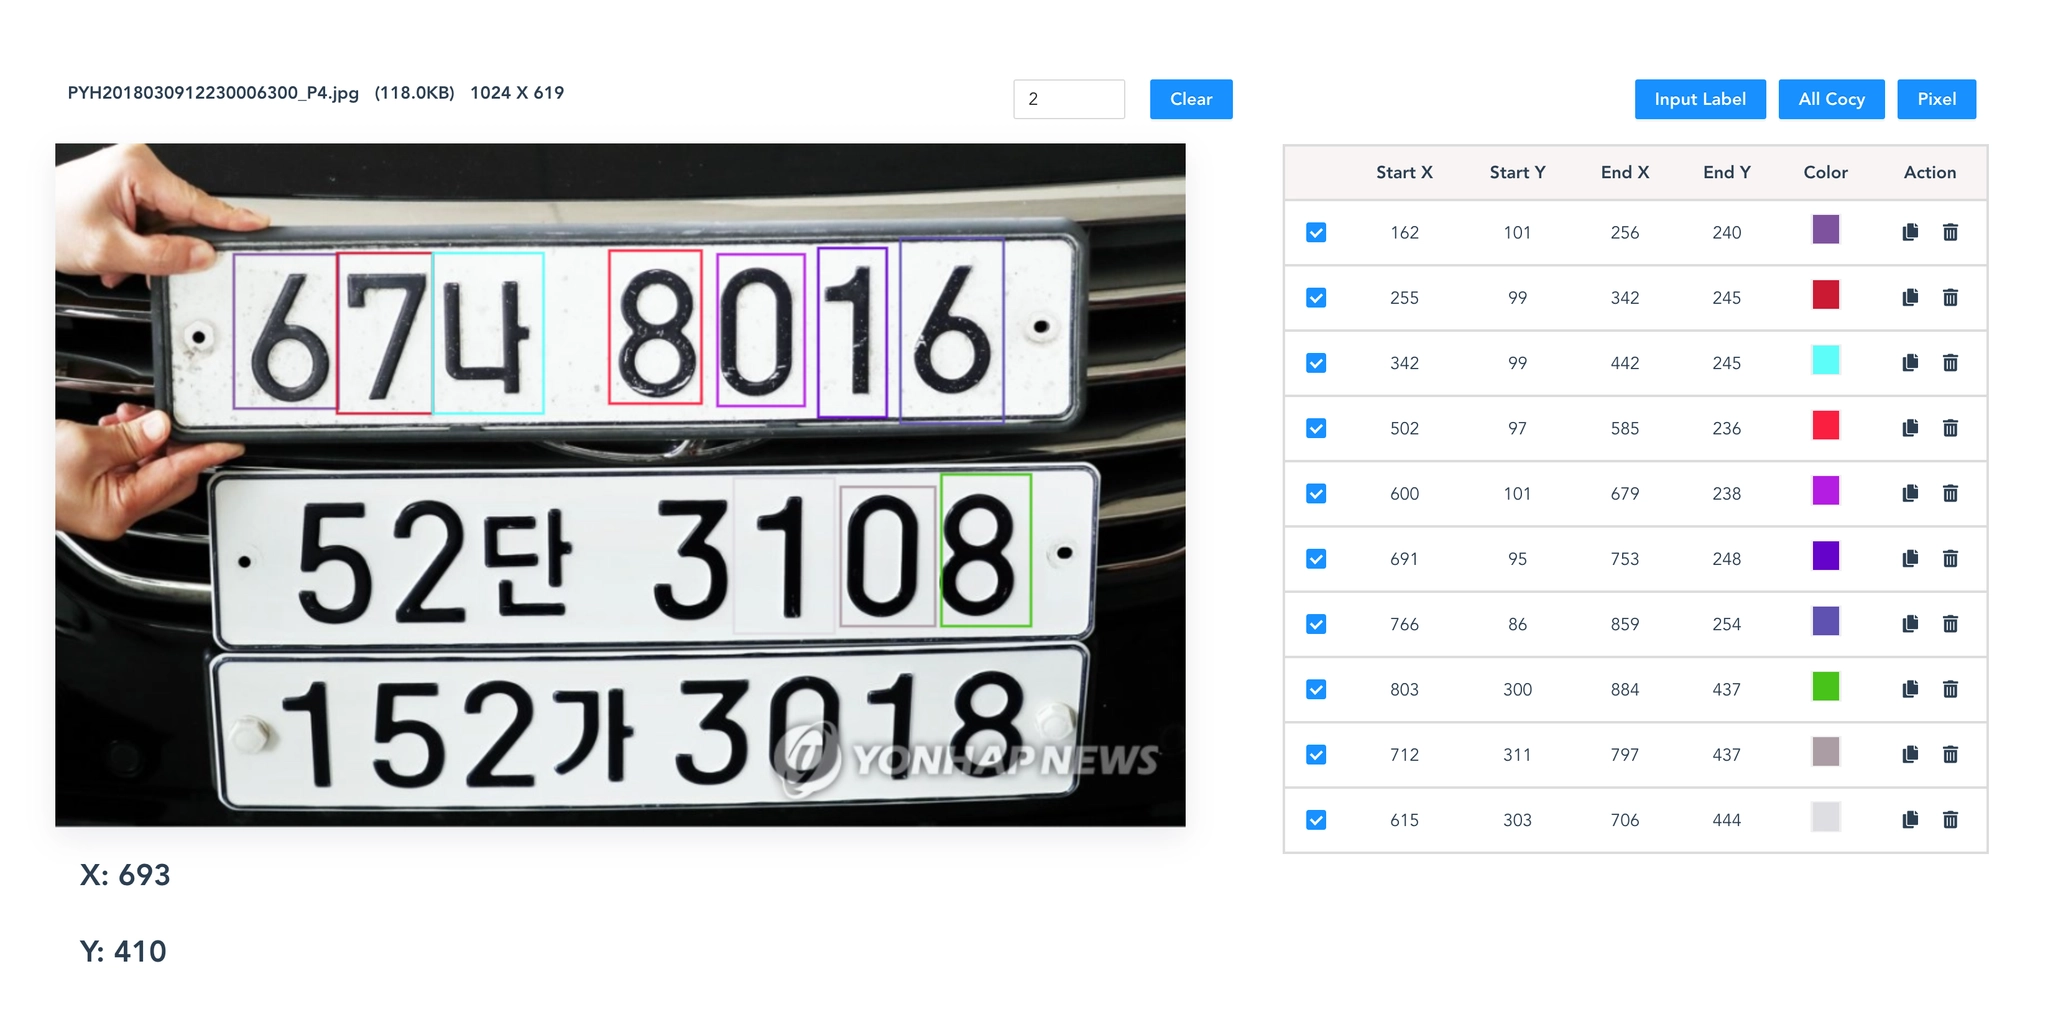 PYH2018030912230006300_P4.jpg (118.0KB) 1024 X 619
2
Clear
Input Label
All Cocy
Pixel
67나 8016
52단 3108
152가 3018
YONHAP NEWS
X: 693
Y: 410
Start X Start Y End X End Y Color Action
162 101 256 240
255 99 342 245
342 99 442 245
502 97 585 236
600 101 679 238
691 95 753 248
766 86 859 254
803 300 884 437
712 311 797 437
615 303 706 444